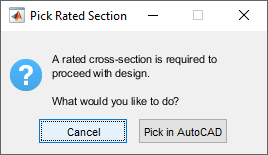 Pick Rated Section
A rated cross-section is required to
proceed with design.
What would you like to do?
Cancel
Pick in AutoCAD